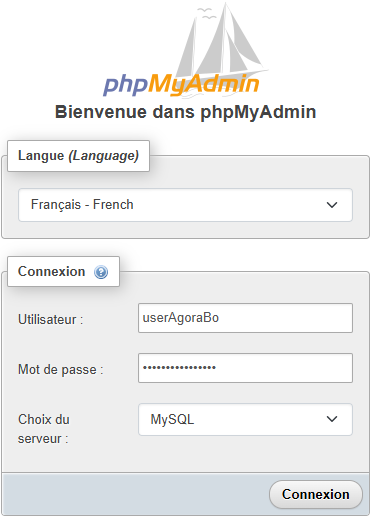 phpMyAdmin
Bienvenue dans phpMyAdmin
Langue (Language)
Français - French
Connexion
Utilisateur :
userAgoraBo
Mot de passe :
••••••••••••••••
Choix du
serveur :
MySQL
Connexion